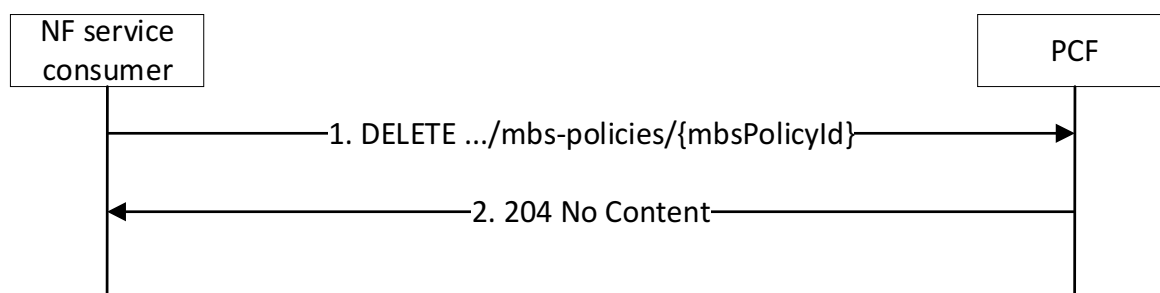 NF service
consumer
PCF
1. DELETE .../mbs-policies/{mbsPolicyId}
2. 204 No Content